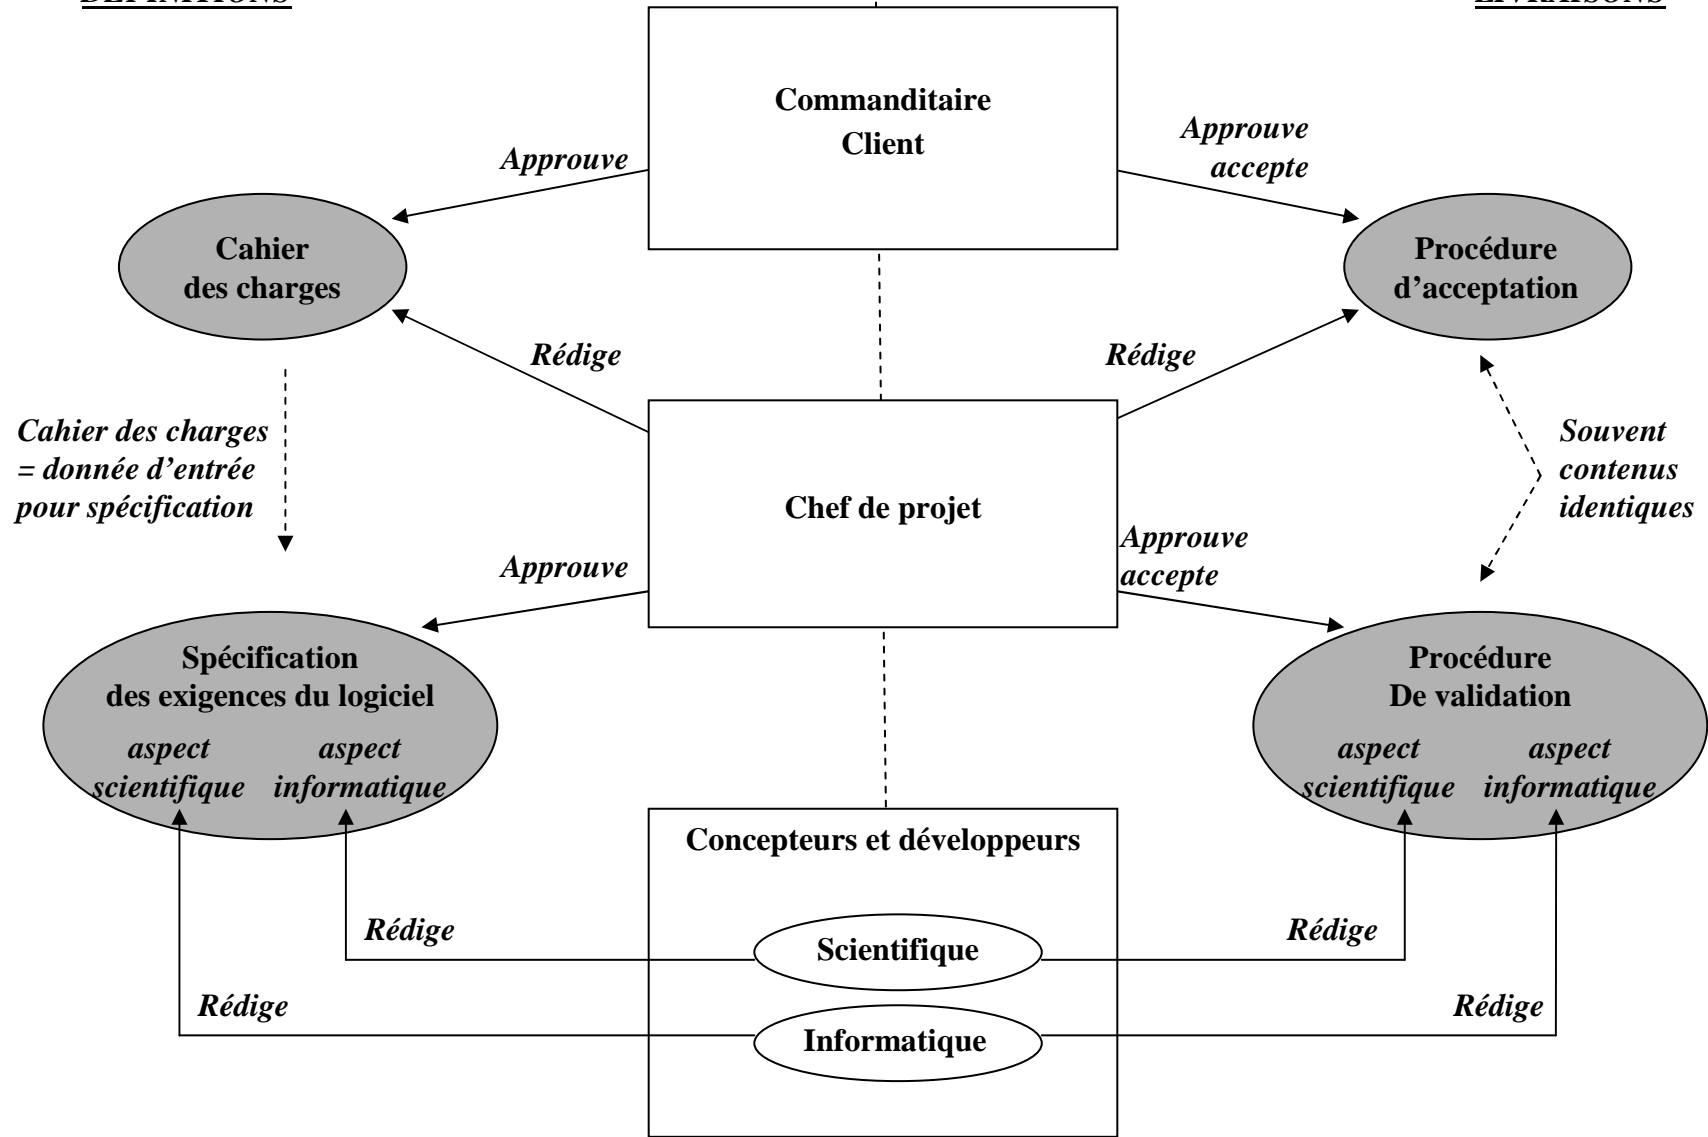 Commanditaire
Client
Approuve
Approuve
accepte
Cahier
des charges
Procédure
d’acceptation
Rédige
Rédige
Cahier des charges
= donnée d’entrée
pour spécification
Chef de projet
Souvent
contenus
identiques
Approuve
Approuve
accepte
Spécification
des exigences du logiciel
aspect
scientifique
aspect
informatique
Procédure
De validation
aspect
scientifique
aspect
informatique
Concepteurs et développeurs
Rédige
Scientifique
Rédige
Rédige
Informatique
Rédige